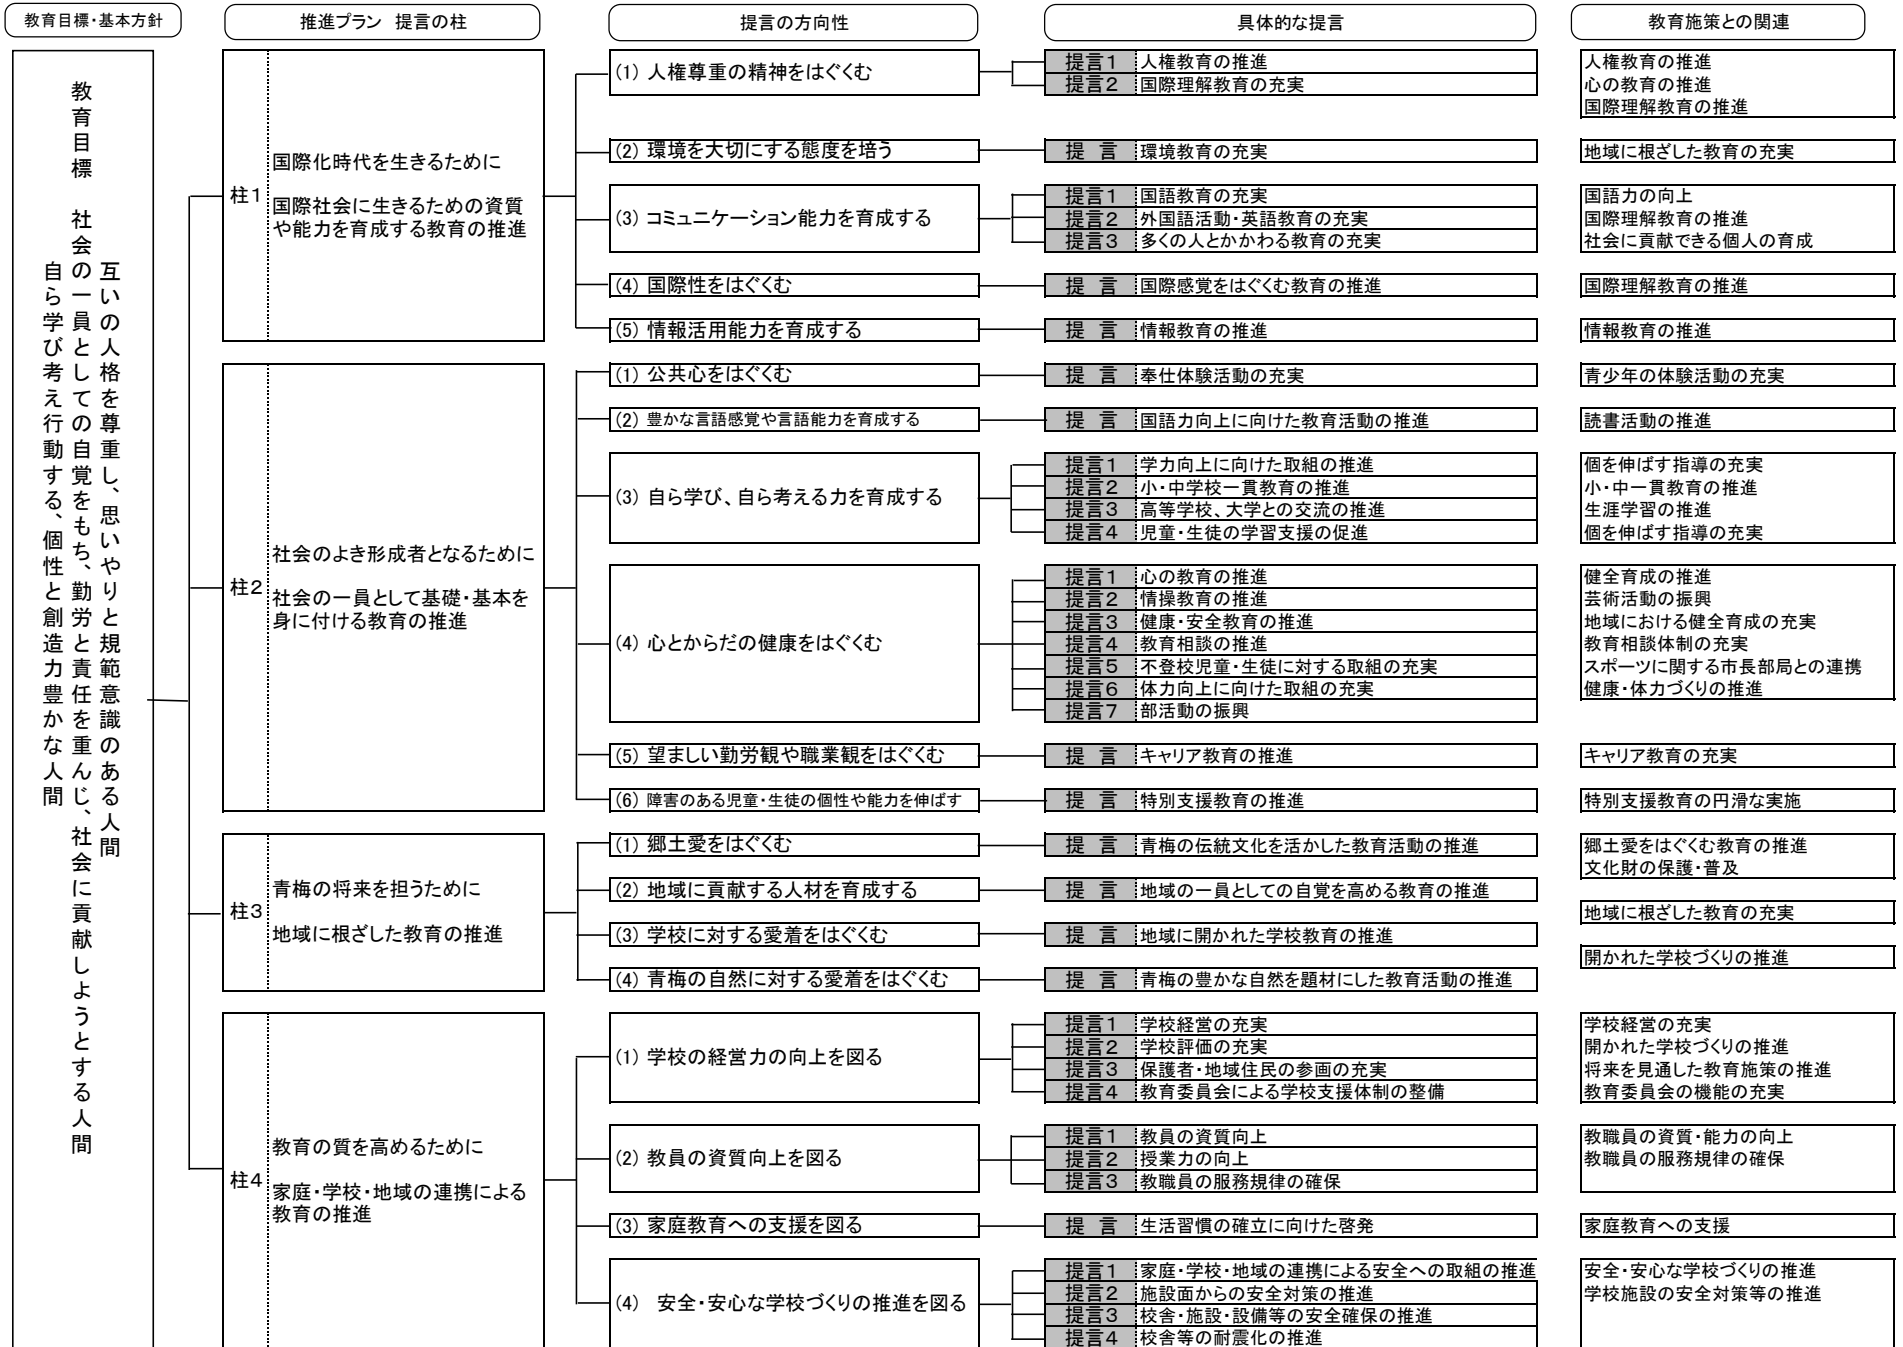 教育目標・基本方針
推進プラン　提言の柱
提言の方向性
具体的な提言
教育施策との関連
教育目標
互いの人格を尊重し、思いやりと規範意識のある人間
社会の一員としての自覚をもち、勤労と責任を重んじ、社会に貢献しようとする人間
自ら学び考え行動する、個性と創造力豊かな人間
柱1
国際化時代を生きるために
国際社会に生きるための資質
や能力を育成する教育の推進
(1) 人権尊重の精神をはぐくむ
提言1 人権教育の推進
提言2 国際理解教育の充実
人権教育の推進
心の教育の推進
国際理解教育の推進
(2) 環境を大切にする態度を培う
提　言 環境教育の充実
地域に根ざした教育の充実
(3) コミュニケーション能力を育成する
提言1 国語教育の充実
提言2 外国語活動・英語教育の充実
提言3 多くの人とかかわる教育の充実
国語力の向上
国際理解教育の推進
社会に貢献できる個人の育成
(4) 国際性をはぐくむ
提　言 国際感覚をはぐくむ教育の推進
国際理解教育の推進
(5) 情報活用能力を育成する
提　言 情報教育の推進
情報教育の推進
柱2
社会のよき形成者となるために
社会の一員として基礎・基本を
身に付ける教育の推進
(1) 公共心をはぐくむ
提　言 奉仕体験活動の充実
青少年の体験活動の充実
(2) 豊かな言語感覚や言語能力を育成する
提　言 国語力向上に向けた教育活動の推進
読書活動の推進
(3) 自ら学び、自ら考える力を育成する
提言1 学力向上に向けた取組の推進
提言2 小・中学校一貫教育の推進
提言3 高等学校、大学との交流の推進
提言4 児童・生徒の学習支援の促進
個を伸ばす指導の充実
小・中一貫教育の推進
生涯学習の推進
個を伸ばす指導の充実
(4) 心とからだの健康をはぐくむ
提言1 心の教育の推進
提言2 情操教育の推進
提言3 健康・安全教育の推進
提言4 教育相談の推進
提言5 不登校児童・生徒に対する取組の充実
提言6 体力向上に向けた取組の充実
提言7 部活動の振興
健全育成の推進
芸術活動の振興
地域における健全育成の充実
教育相談体制の充実
スポーツに関する市長部局との連携
健康・体力づくりの推進
(5) 望ましい勤労観や職業観をはぐくむ
提　言 キャリア教育の推進
キャリア教育の充実
(6) 障害のある児童・生徒の個性や能力を伸ばす
提　言 特別支援教育の推進
特別支援教育の円滑な実施
柱3
青梅の将来を担うために
地域に根ざした教育の推進
(1) 郷土愛をはぐくむ
提　言 青梅の伝統文化を活かした教育活動の推進
郷土愛をはぐくむ教育の推進
文化財の保護・普及
(2) 地域に貢献する人材を育成する
提　言 地域の一員としての自覚を高める教育の推進
地域に根ざした教育の充実
(3) 学校に対する愛着をはぐくむ
提　言 地域に開かれた学校教育の推進
開かれた学校づくりの推進
(4) 青梅の自然に対する愛着をはぐくむ
提　言 青梅の豊かな自然を題材にした教育活動の推進
柱4
教育の質を高めるために
家庭・学校・地域の連携による
教育の推進
(1) 学校の経営力の向上を図る
提言1 学校経営の充実
提言2 学校評価の充実
提言3 保護者・地域住民の参画の充実
提言4 教育委員会による学校支援体制の整備
学校経営の充実
開かれた学校づくりの推進
将来を見通した教育施策の推進
教育委員会の機能の充実
(2) 教員の資質向上を図る
提言1 教員の資質向上
提言2 授業力の向上
提言3 教職員の服務規律の確保
教職員の資質・能力の向上
教職員の服務規律の確保
(3) 家庭教育への支援を図る
提　言 生活習慣の確立に向けた啓発
家庭教育への支援
(4)　安全・安心な学校づくりの推進を図る
提言1 家庭・学校・地域の連携による安全への取組の推進
提言2 施設面からの安全対策の推進
提言3 校舎・施設・設備等の安全確保の推進
提言4 校舎等の耐震化の推進
安全・安心な学校づくりの推進
学校施設の安全対策等の推進